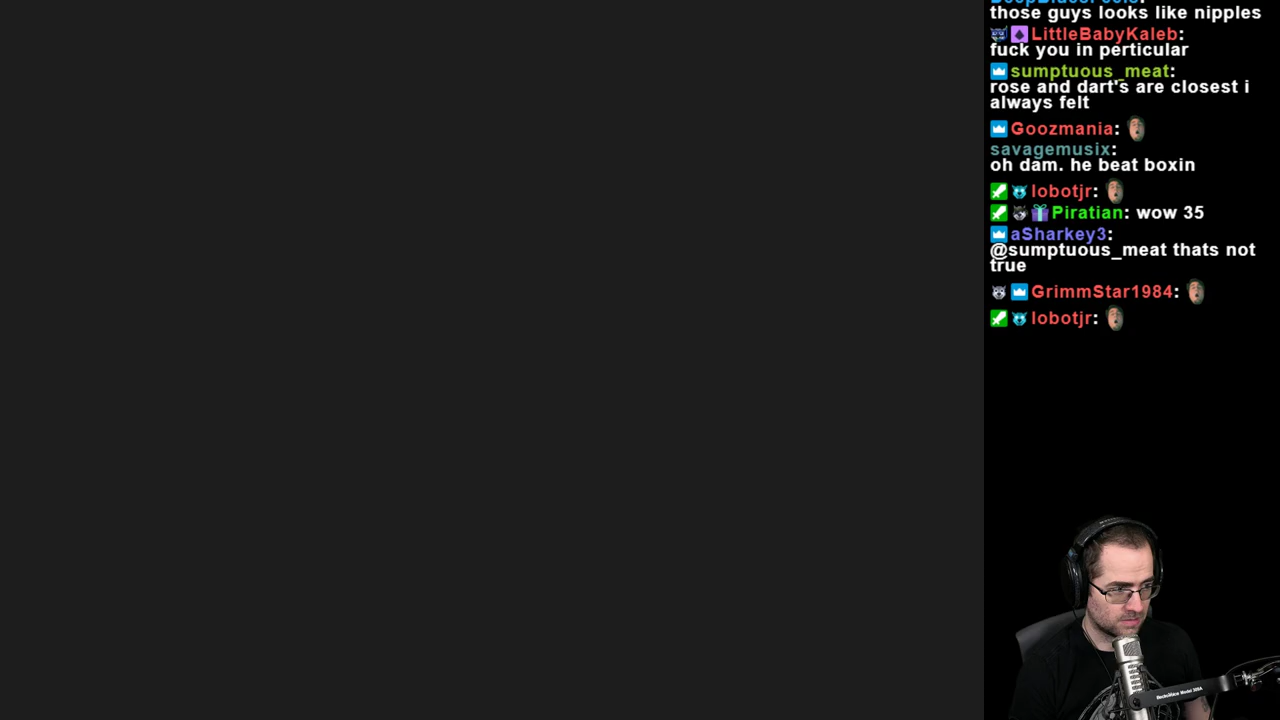 those guys looks like nipples
LittleBabyKaleb:
fuck you in perticular
sumptuous_meat:
rose and dart's are closest i
always felt
Goozmania:
savagemusix:
oh dam. he beat boxin
lobotjr:
Piratian: wow 35
aSharkey3:
@sumptuous_meat thats not
true
GrimmStar1984:
lobotjr: